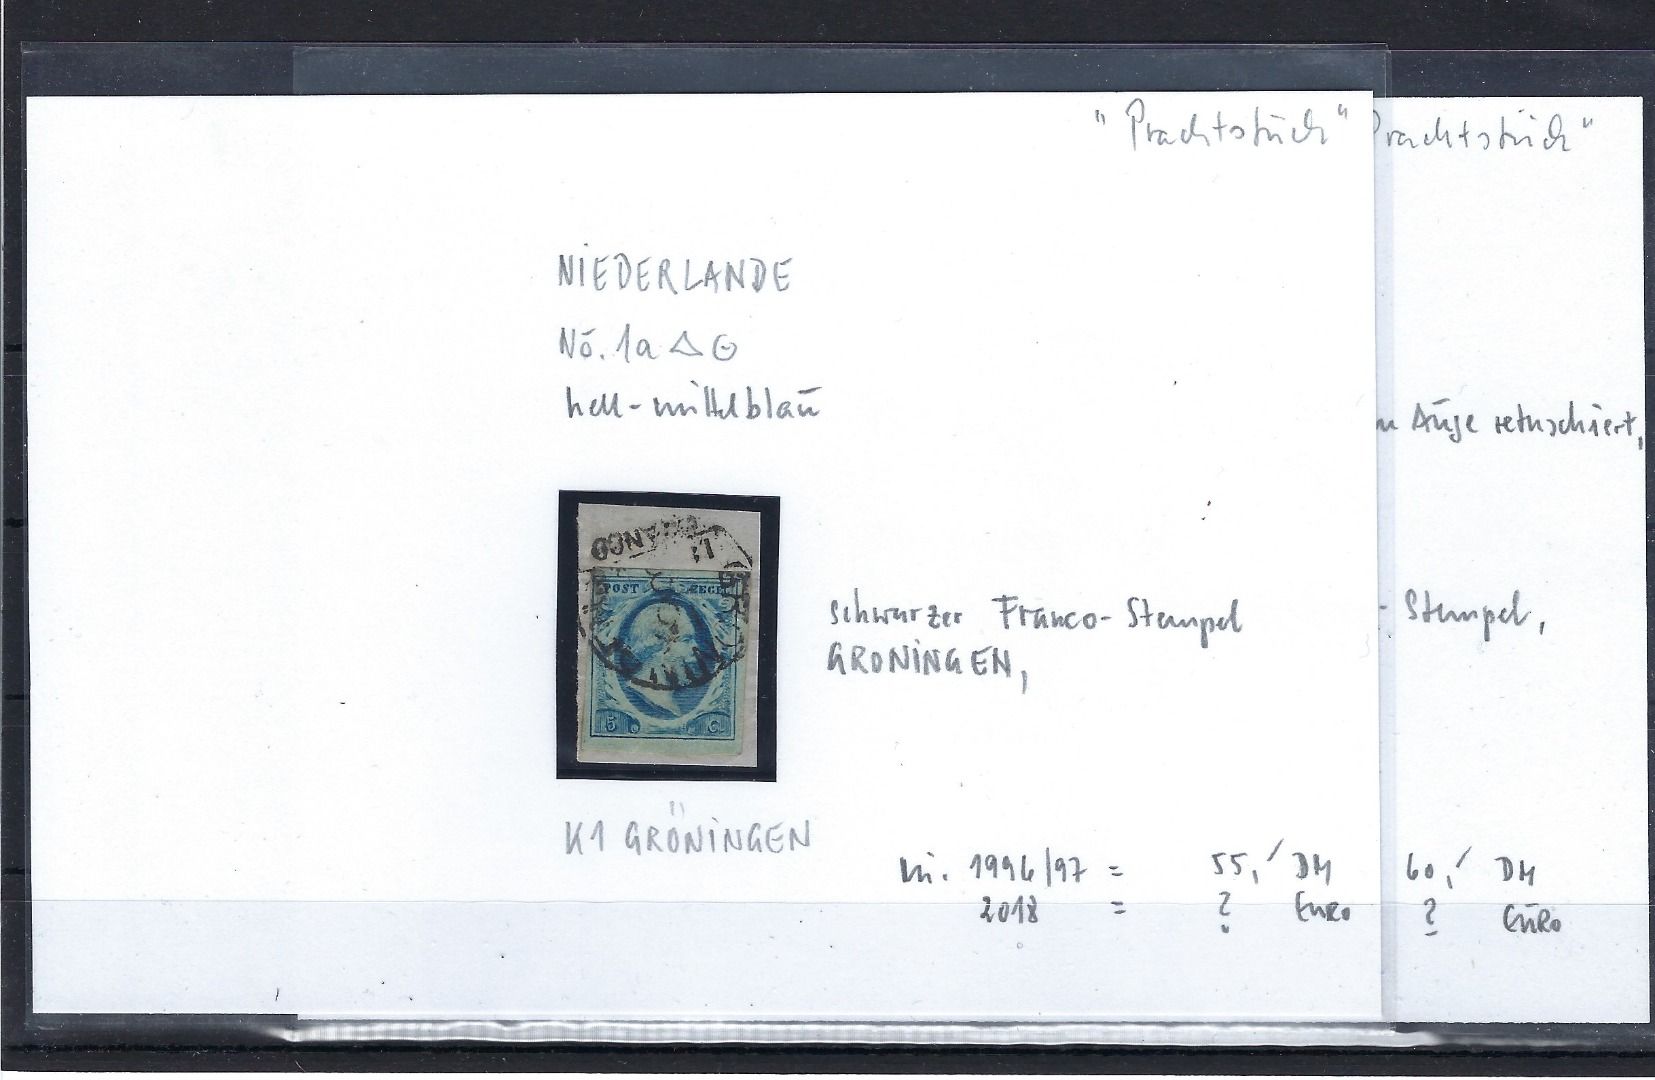 "Prachtstück"
rachtstück"
NIEDERLANDE
No. 1a △ ⊙
hell-mittelblau
Auge retuschiert,
FRANCO
POST ZEGEL
5 C.
schwarzer Franco-Stempel
GRONINGEN,
- Stempel,
K1 GRÖNINGEN
Mi. 1996/97 = 55,- DM 60,- DM
2018 = ? EURO ? EURO